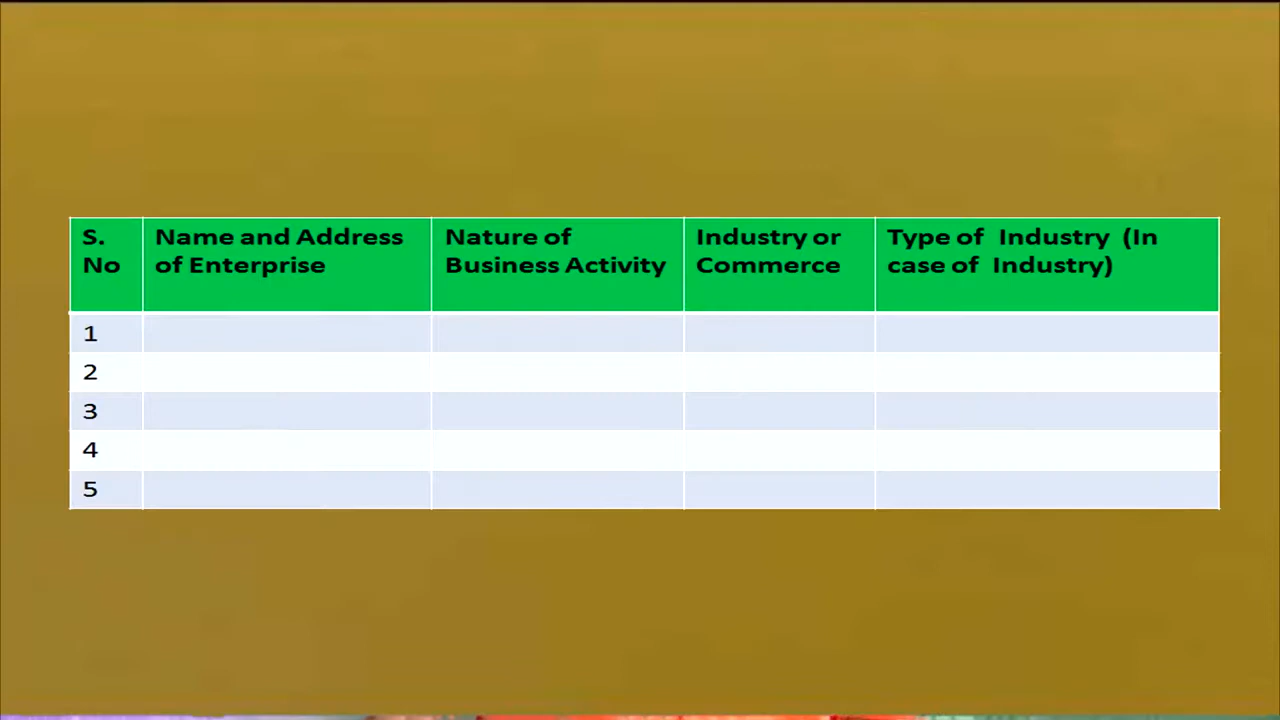 S. No
Name and Address of Enterprise
Nature of Business Activity
Industry or Commerce
Type of Industry (In case of Industry)
1
2
3
4
5